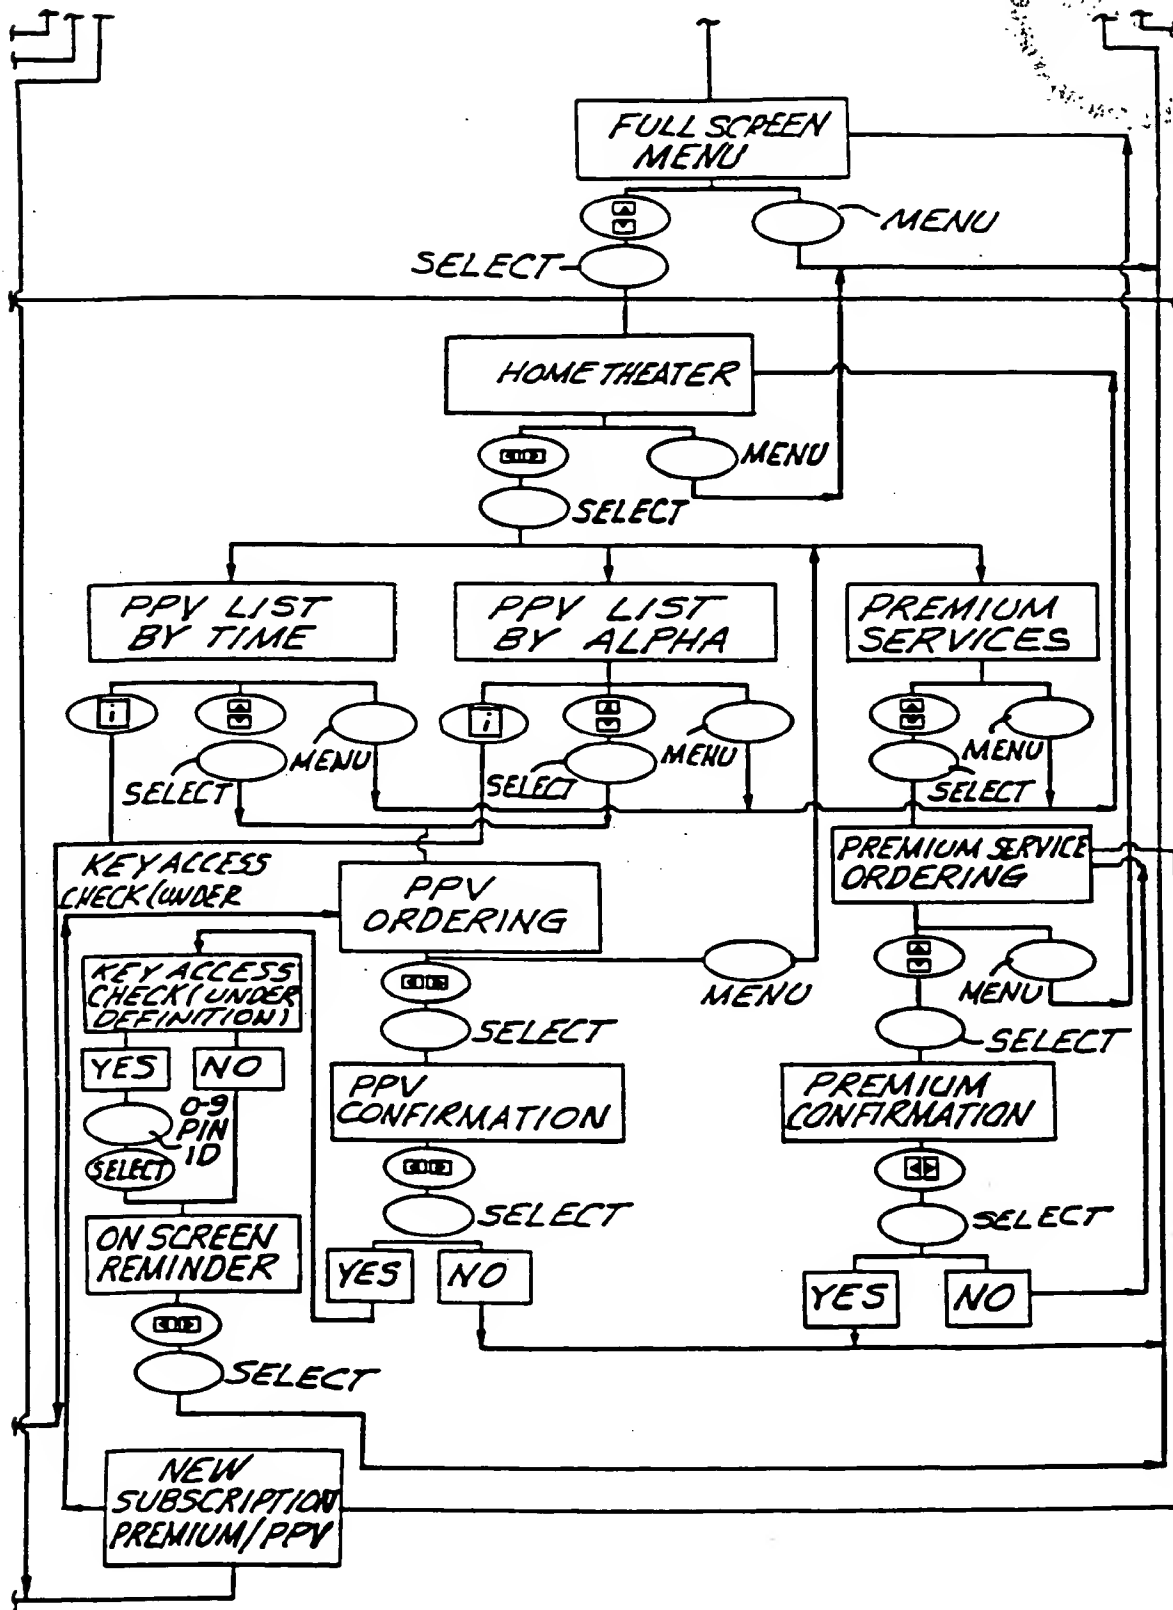 FULL SCREEN
MENU
MENU
SELECT
HOME THEATER
MENU
SELECT
PPV LIST
BY TIME
PPV LIST
BY ALPHA
PREMIUM
SERVICES
i
i
MENU
SELECT
MENU
SELECT
MENU
SELECT
KEY ACCESS
CHECK (UNDER
PPV
ORDERING
PREMIUM SERVICE
ORDERING
KEY ACCESS
CHECK (UNDER
DEFINITION)
MENU
MENU
SELECT
SELECT
YES
NO
PPV
CONFIRMATION
PREMIUM
CONFIRMATION
0-9
PIN
ID
SELECT
SELECT
SELECT
ON SCREEN
REMINDER
YES
NO
YES
NO
SELECT
NEW
SUBSCRIPTION
PREMIUM/PPV